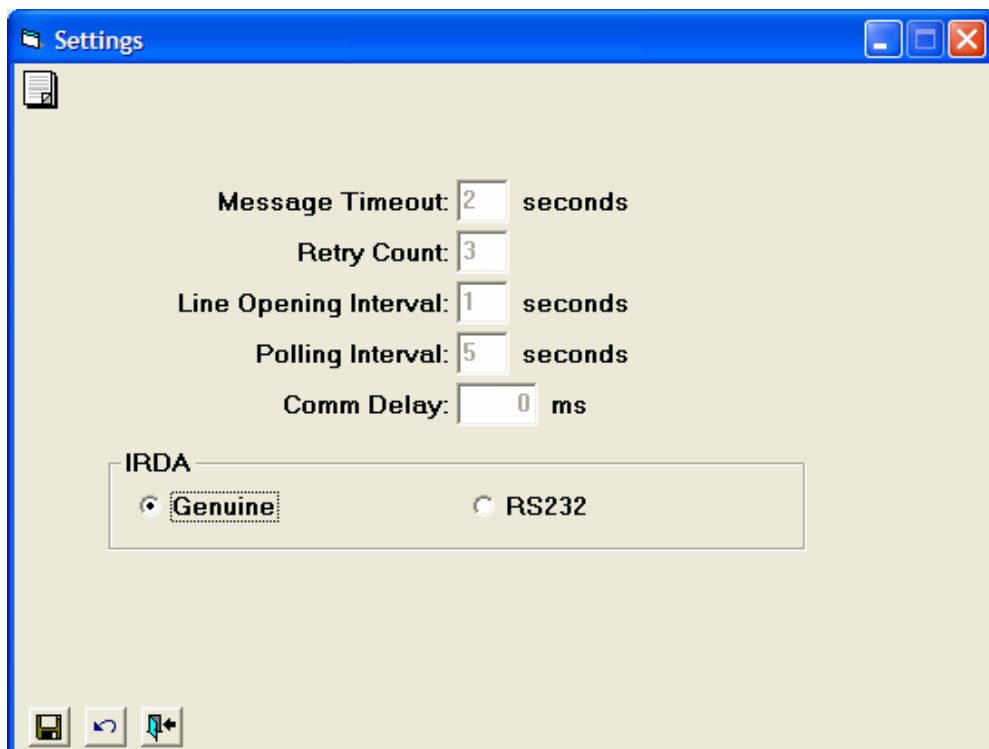 Settings
Message Timeout: 2 seconds
Retry Count: 3
Line Opening Interval: 1 seconds
Polling Interval: 5 seconds
Comm Delay: 0 ms
IRDA
Genuine RS232